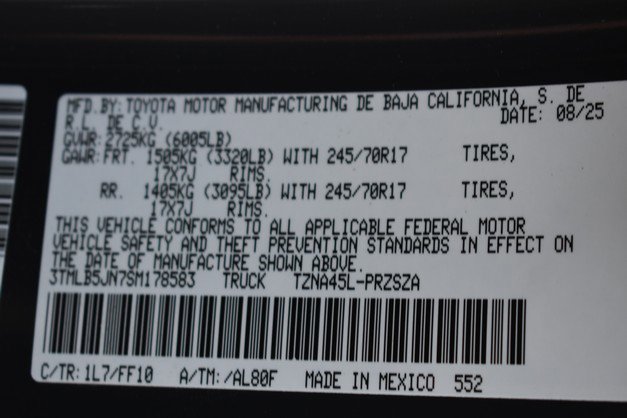 MFD. BY: TOYOTA MOTOR MANUFACTURING DE BAJA CALIFORNIA, S. DE
R.L. DE C.V. DATE: 08/25
GVWR: 2725KG (6005LB)
GAWR: FRT. 1505KG (3320LB) WITH 245/70R17 TIRES,
17X7J RIMS.
RR. 1405KG (3095LB) WITH 245/70R17 TIRES,
17X7J RIMS.
THIS VEHICLE CONFORMS TO ALL APPLICABLE FEDERAL MOTOR
VEHICLE SAFETY AND THEFT PREVENTION STANDARDS IN EFFECT ON
THE DATE OF MANUFACTURE SHOWN ABOVE.
3TMLB5JN7SM178583 TRUCK TZNA45L-PRZSZA
C/TR: 1L7/FF10 A/TM: /AL80F MADE IN MEXICO 552